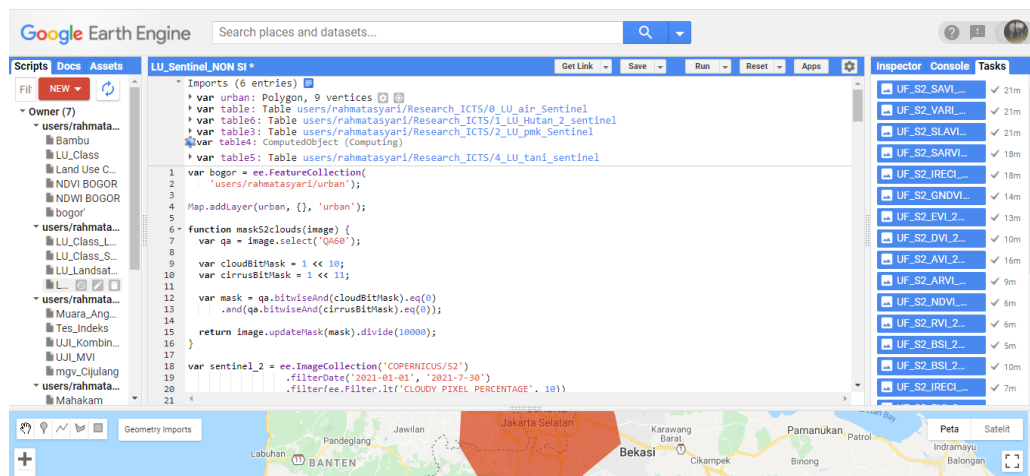 Google Earth Engine
Search places and datasets...
Scripts Docs Assets
NEW
Owner (7)
users/rahmata...
Bambu
LU_Class
Land Use C...
NDVI BOGOR
NDWI BOGOR
bogor'
users/rahmata...
LU_Class_L...
LU_Class_S...
LU_Landsat...
L...
users/rahmata...
Muara_Ang...
Tes_Indeks
UJI_Kombin...
UJI_MVI
mgv_Cijulang
users/rahmata...
Mahakam
LU_Sentinel_NON SI *
Get Link Save Run Reset Apps
Imports (6 entries)
var urban: Polygon, 9 vertices
var table: Table users/rahmatasyari/Research_ICTS/0_LU_air_Sentinel
var table6: Table users/rahmatasyari/Research_ICTS/1_LU_Hutan_2_sentinel
var table3: Table users/rahmatasyari/Research_ICTS/2_LU_pmk_Sentinel
var table4: ComputedObject (Computing)
var table5: Table users/rahmatasyari/Research_ICTS/4_LU_tani_sentinel
1 var bogor = ee.FeatureCollection(
2 'users/rahmatasyari/urban');
3
4 Map.addLayer(urban, {}, 'urban');
5
6 function maskS2clouds(image) {
7 var qa = image.select('QA60');
8
9 var cloudBitMask = 1 << 10;
10 var cirrusBitMask = 1 << 11;
11
12 var mask = qa.bitwiseAnd(cloudBitMask).eq(0)
13 .and(qa.bitwiseAnd(cirrusBitMask).eq(0));
14
15 return image.updateMask(mask).divide(10000);
16 }
17
18 var sentinel_2 = ee.ImageCollection('COPERNICUS/S2')
19 .filterDate('2021-01-01', '2021-7-30')
20 .filter(ee.Filter.lt('CLOUDY_PIXEL_PERCENTAGE', 10))
21
Inspector Console Tasks
UF_S2_SAVI_... 21m
UF_S2_VARI_... 21m
UF_S2_SLAVI... 21m
UF_S2_SARVI... 18m
UF_S2_IRECI_... 18m
UF_S2_GNDVI... 14m
UF_S2_EVI_2... 13m
UF_S2_DVI_2... 10m
UF_S2_AVI_2... 16m
UF_S2_ARVI_... 9m
UF_S2_NDVI_... 6m
UF_S2_RVI_2... 6m
UF_S2_BSI_2... 5m
UF_S2_BSI_2... 10m
UF_S2_IRECI_... 7m
Geometry Imports
Peta Satelit
Labuhan
Pandeglang
BANTEN
Jawilan
Jakarta Selatan
Bekasi
Karawang
Barat
Cikampek
Pamanukan
Binong
Patrol
Indramayu
Balongan